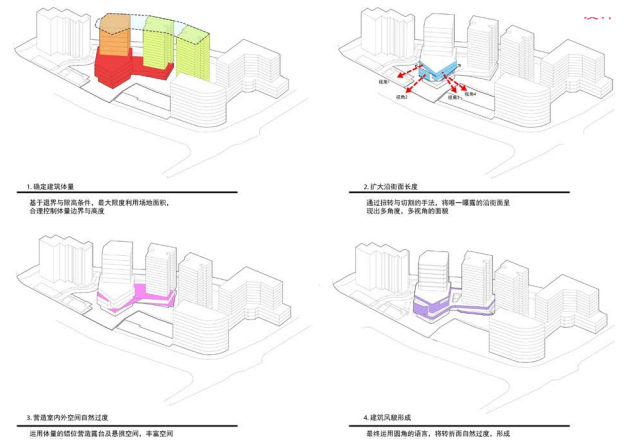 视角1
视角2
视角3
视角4
1. 确定建筑体量
基于退界与限高条件，最大限度利用场地面积，
合理控制体量边界与高度
2. 扩大沿街面长度
通过扭转与切割的手法，将唯一曝露的沿街面呈
现出多角度，多视角的面貌
3. 营造室内外空间自然过度
运用体量的错位营造露台及悬挑空间，丰富空间
4. 建筑风貌形成
最终运用圆角的语言，将转折面自然过度，形成